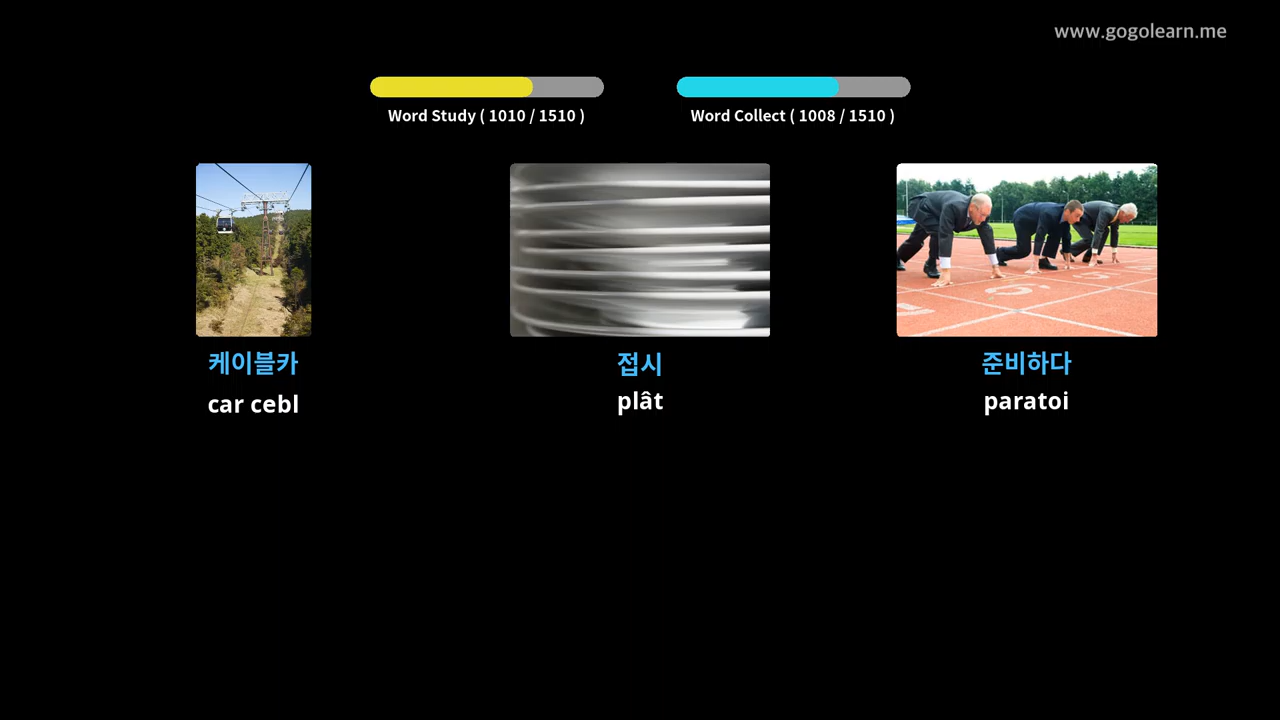 www.gogolearn.me
Word Study ( 1010 / 1510 )
Word Collect ( 1008 / 1510 )
케이블카
car cebl
접시
plât
준비하다
paratoi